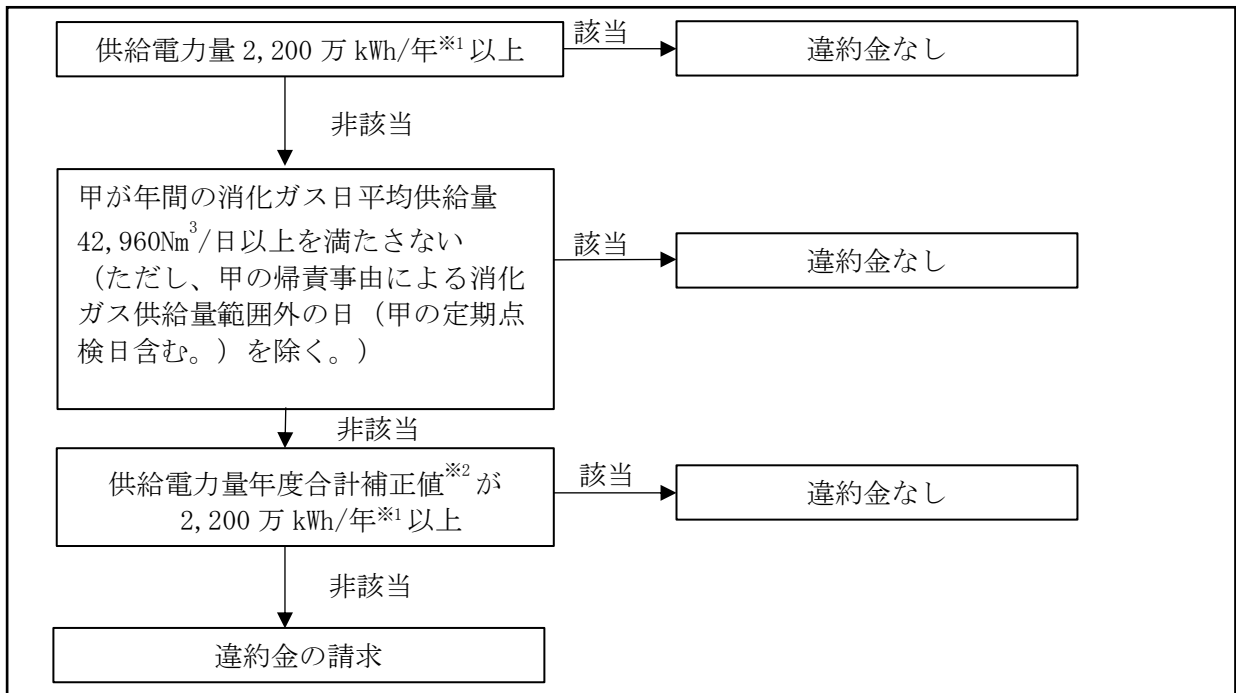 供給電力量 2,200 万 kWh/年※1 以上
該当
違約金なし
非該当
甲が年間の消化ガス日平均供給量
42,960Nm3/日以上を満たさない
(ただし、甲の帰責事由による消化
ガス供給量範囲外の日(甲の定期点
検日含む。)を除く。)
該当
違約金なし
非該当
供給電力量年度合計補正値※2 が
2,200 万 kWh/年※1 以上
該当
違約金なし
非該当
違約金の請求